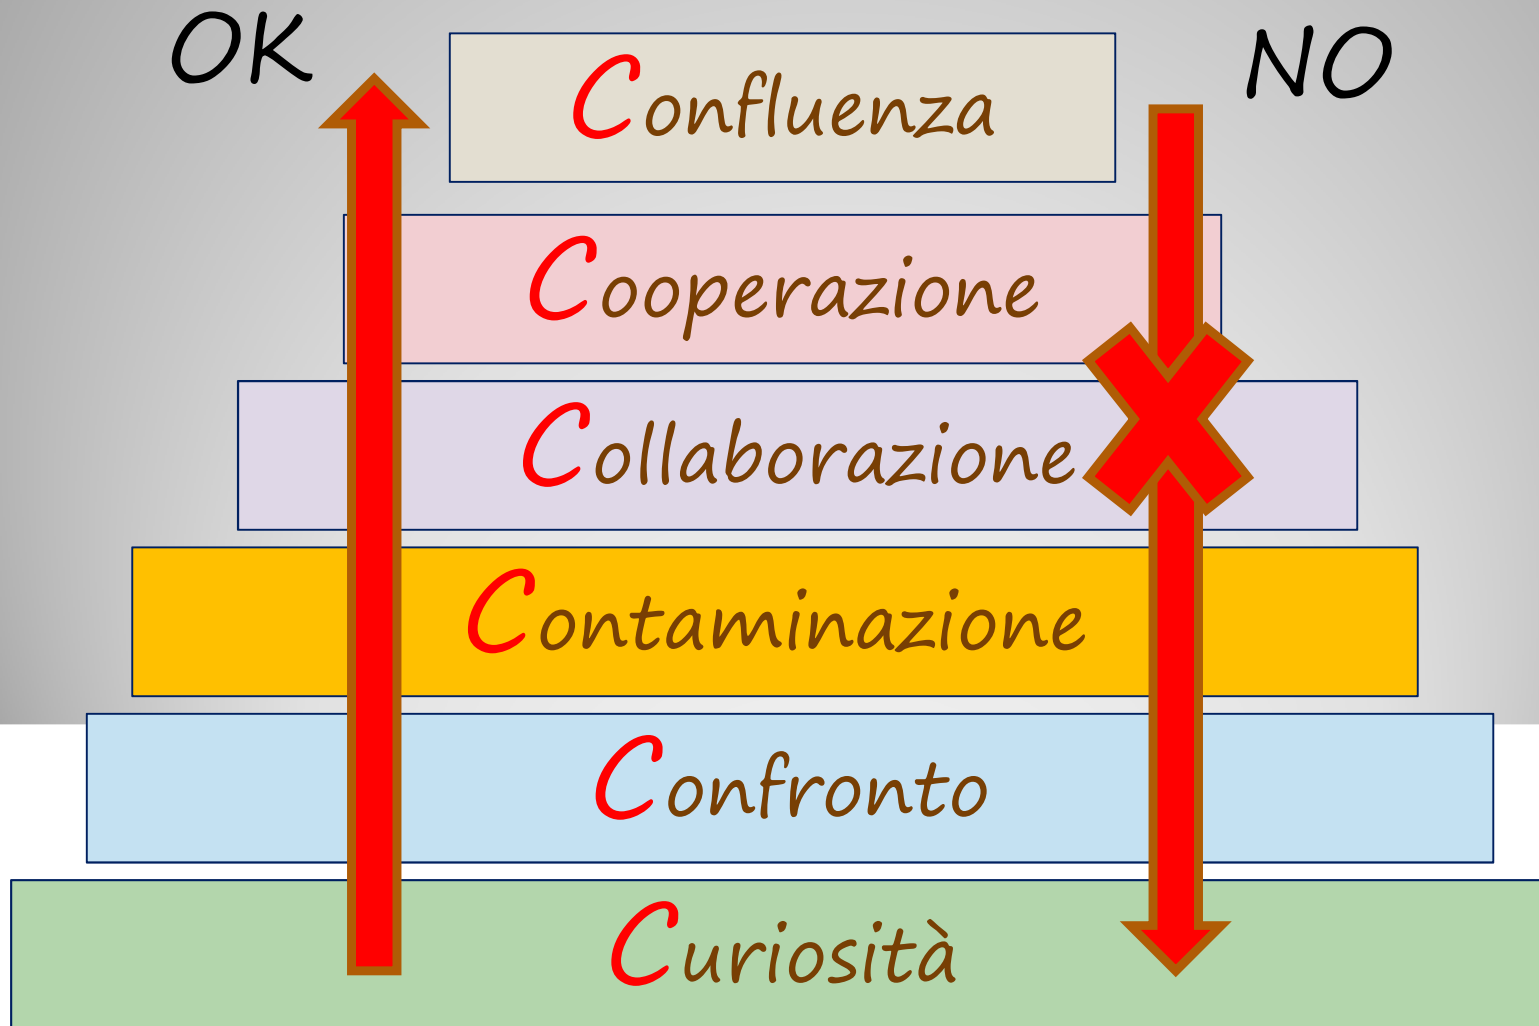 OK
NO
Confluenza
Cooperazione
Collaborazione
Contaminazione
Confronto
Curiosità